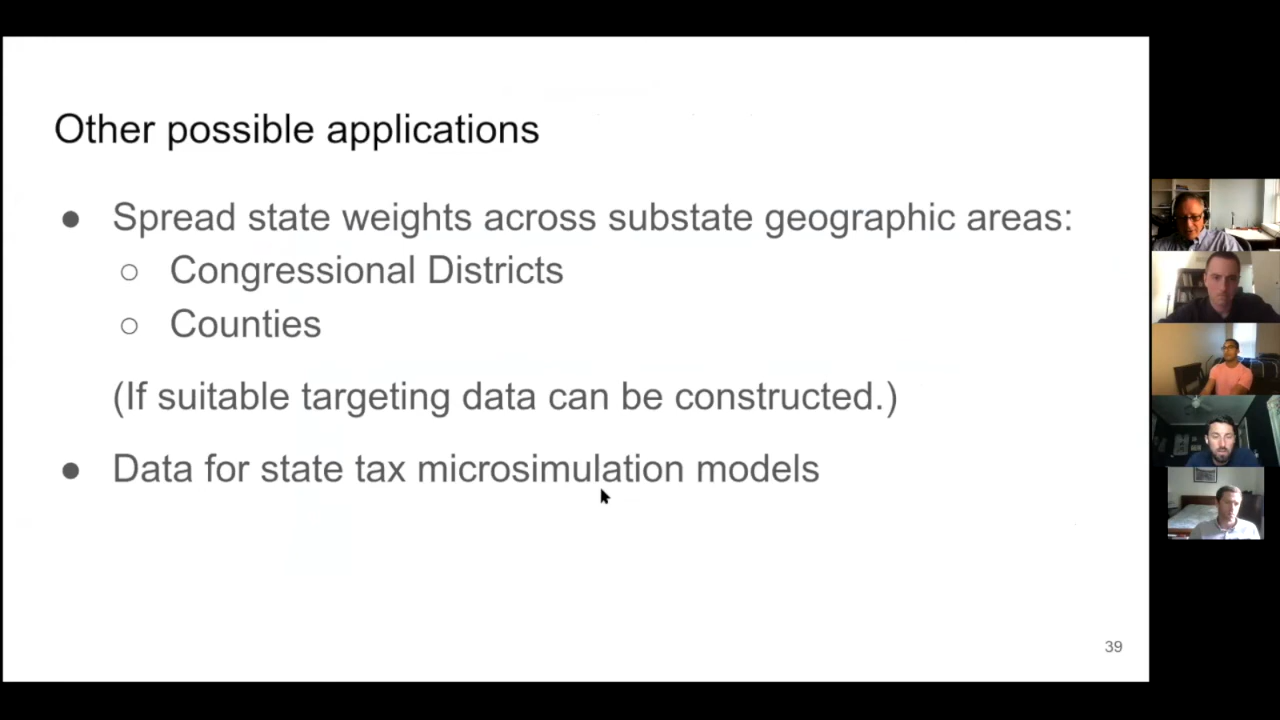 Other possible applications
● Spread state weights across substate geographic areas:
○ Congressional Districts
○ Counties
(If suitable targeting data can be constructed.)
● Data for state tax microsimulation models
39